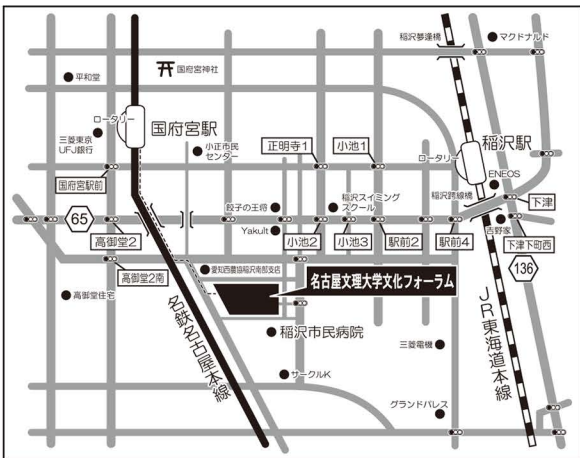 稲沢夢逢橋
マクドナルド
平和堂
国府宮神社
ロータリー
三菱東京
UFJ銀行
国府宮駅
小正市民
センター
正明寺1
小池1
ロータリー
稲沢駅
ENEOS
国府宮駅前
餃子の王将
稲沢スイミング
スクール
稲沢跨線橋
下津
65
高御堂2
Yakult
小池2
小池3
駅前2
駅前4
吉野家
下津下町西
高御堂2南
愛知西農協稲沢南部支店
名古屋文理大学文化フォーラム
136
高御堂住宅
名鉄名古屋本線
稲沢市民病院
三菱電機
JR東海道本線
サークルK
グランドパレス